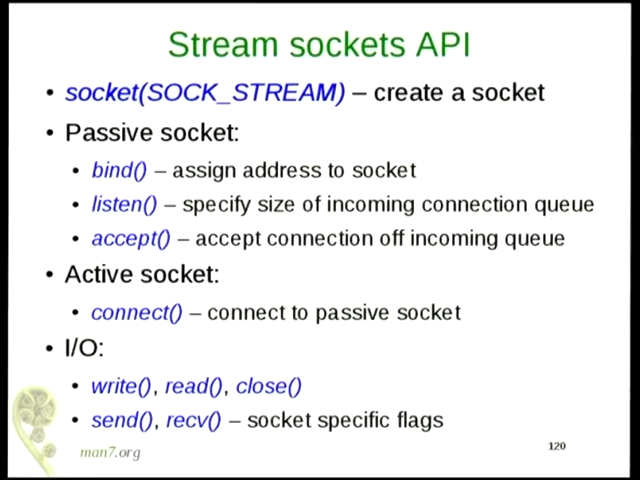 Stream sockets API
• socket(SOCK_STREAM) – create a socket
• Passive socket:
• bind() – assign address to socket
• listen() – specify size of incoming connection queue
• accept() – accept connection off incoming queue
• Active socket:
• connect() – connect to passive socket
• I/O:
• write(), read(), close()
• send(), recv() – socket specific flags
man7.org
120